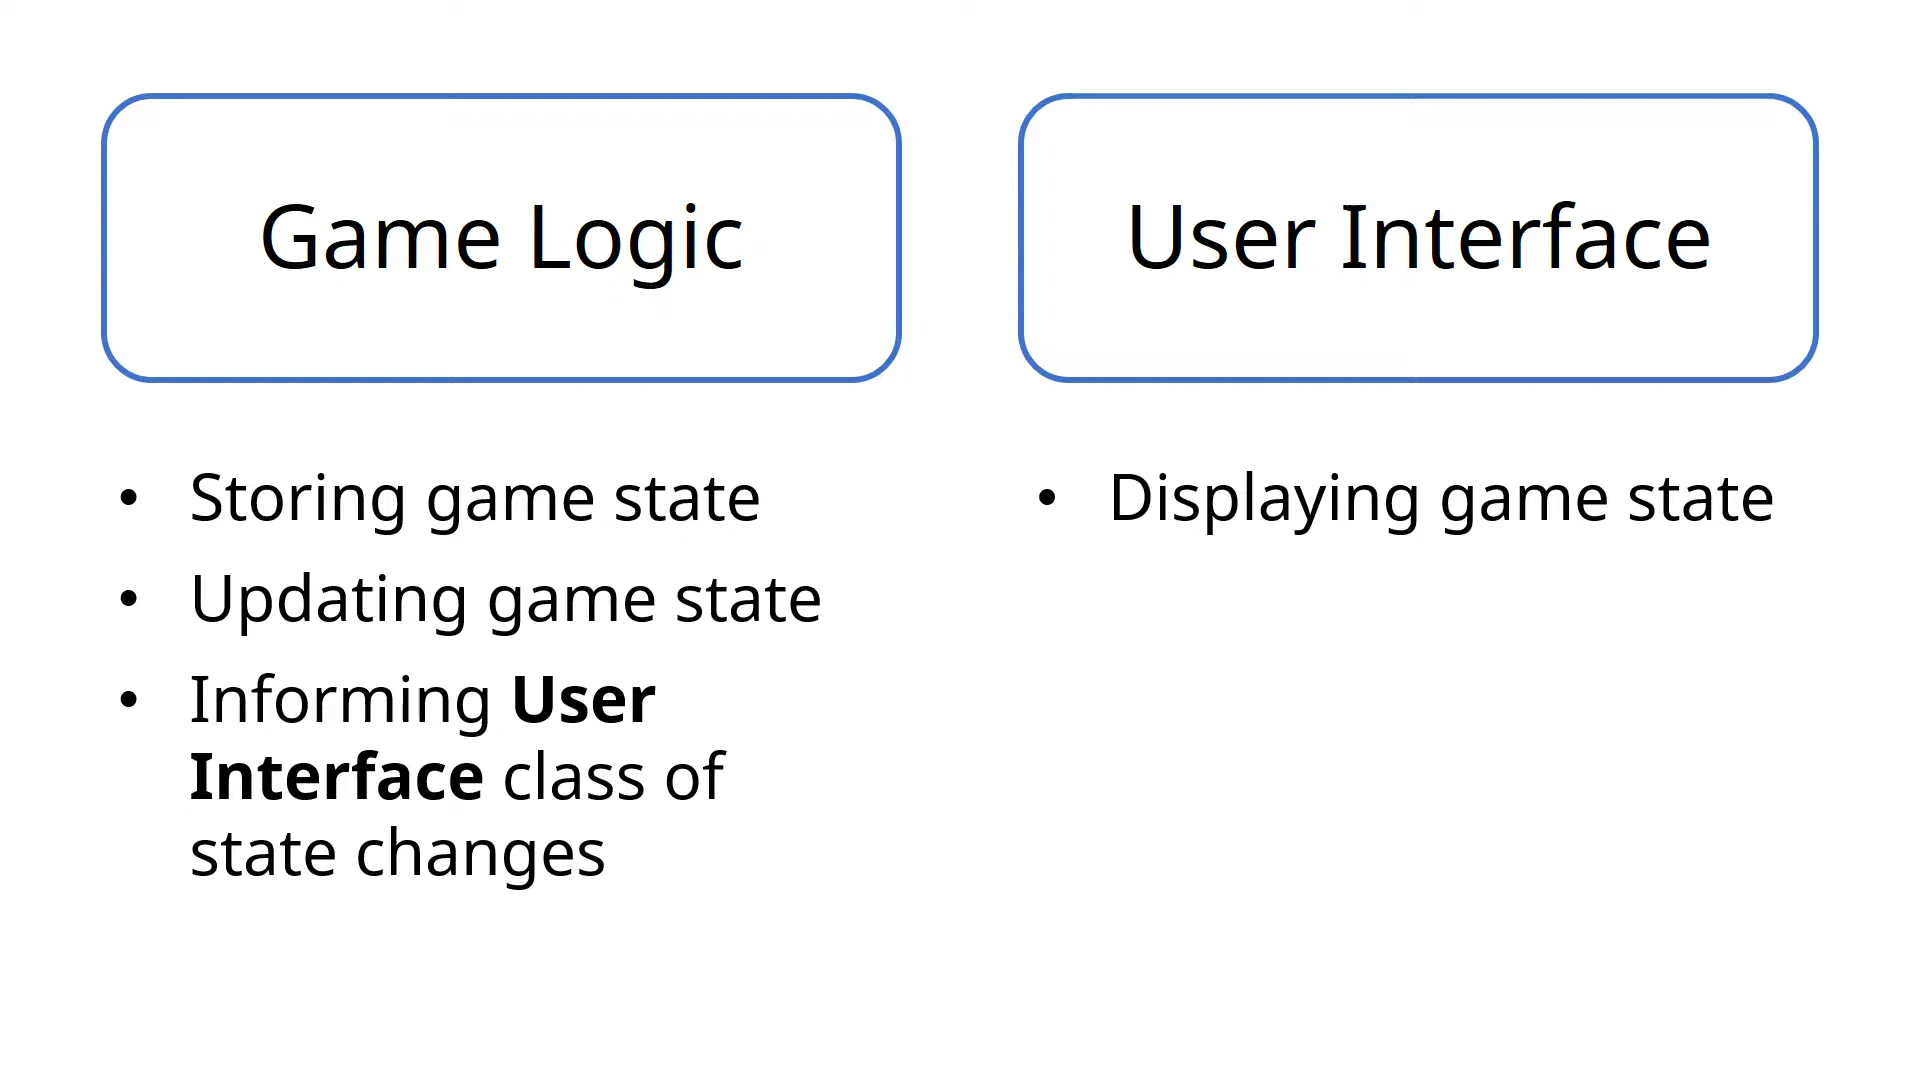 Game Logic
User Interface
• Storing game state
• Updating game state
• Informing User
Interface class of
state changes
• Displaying game state